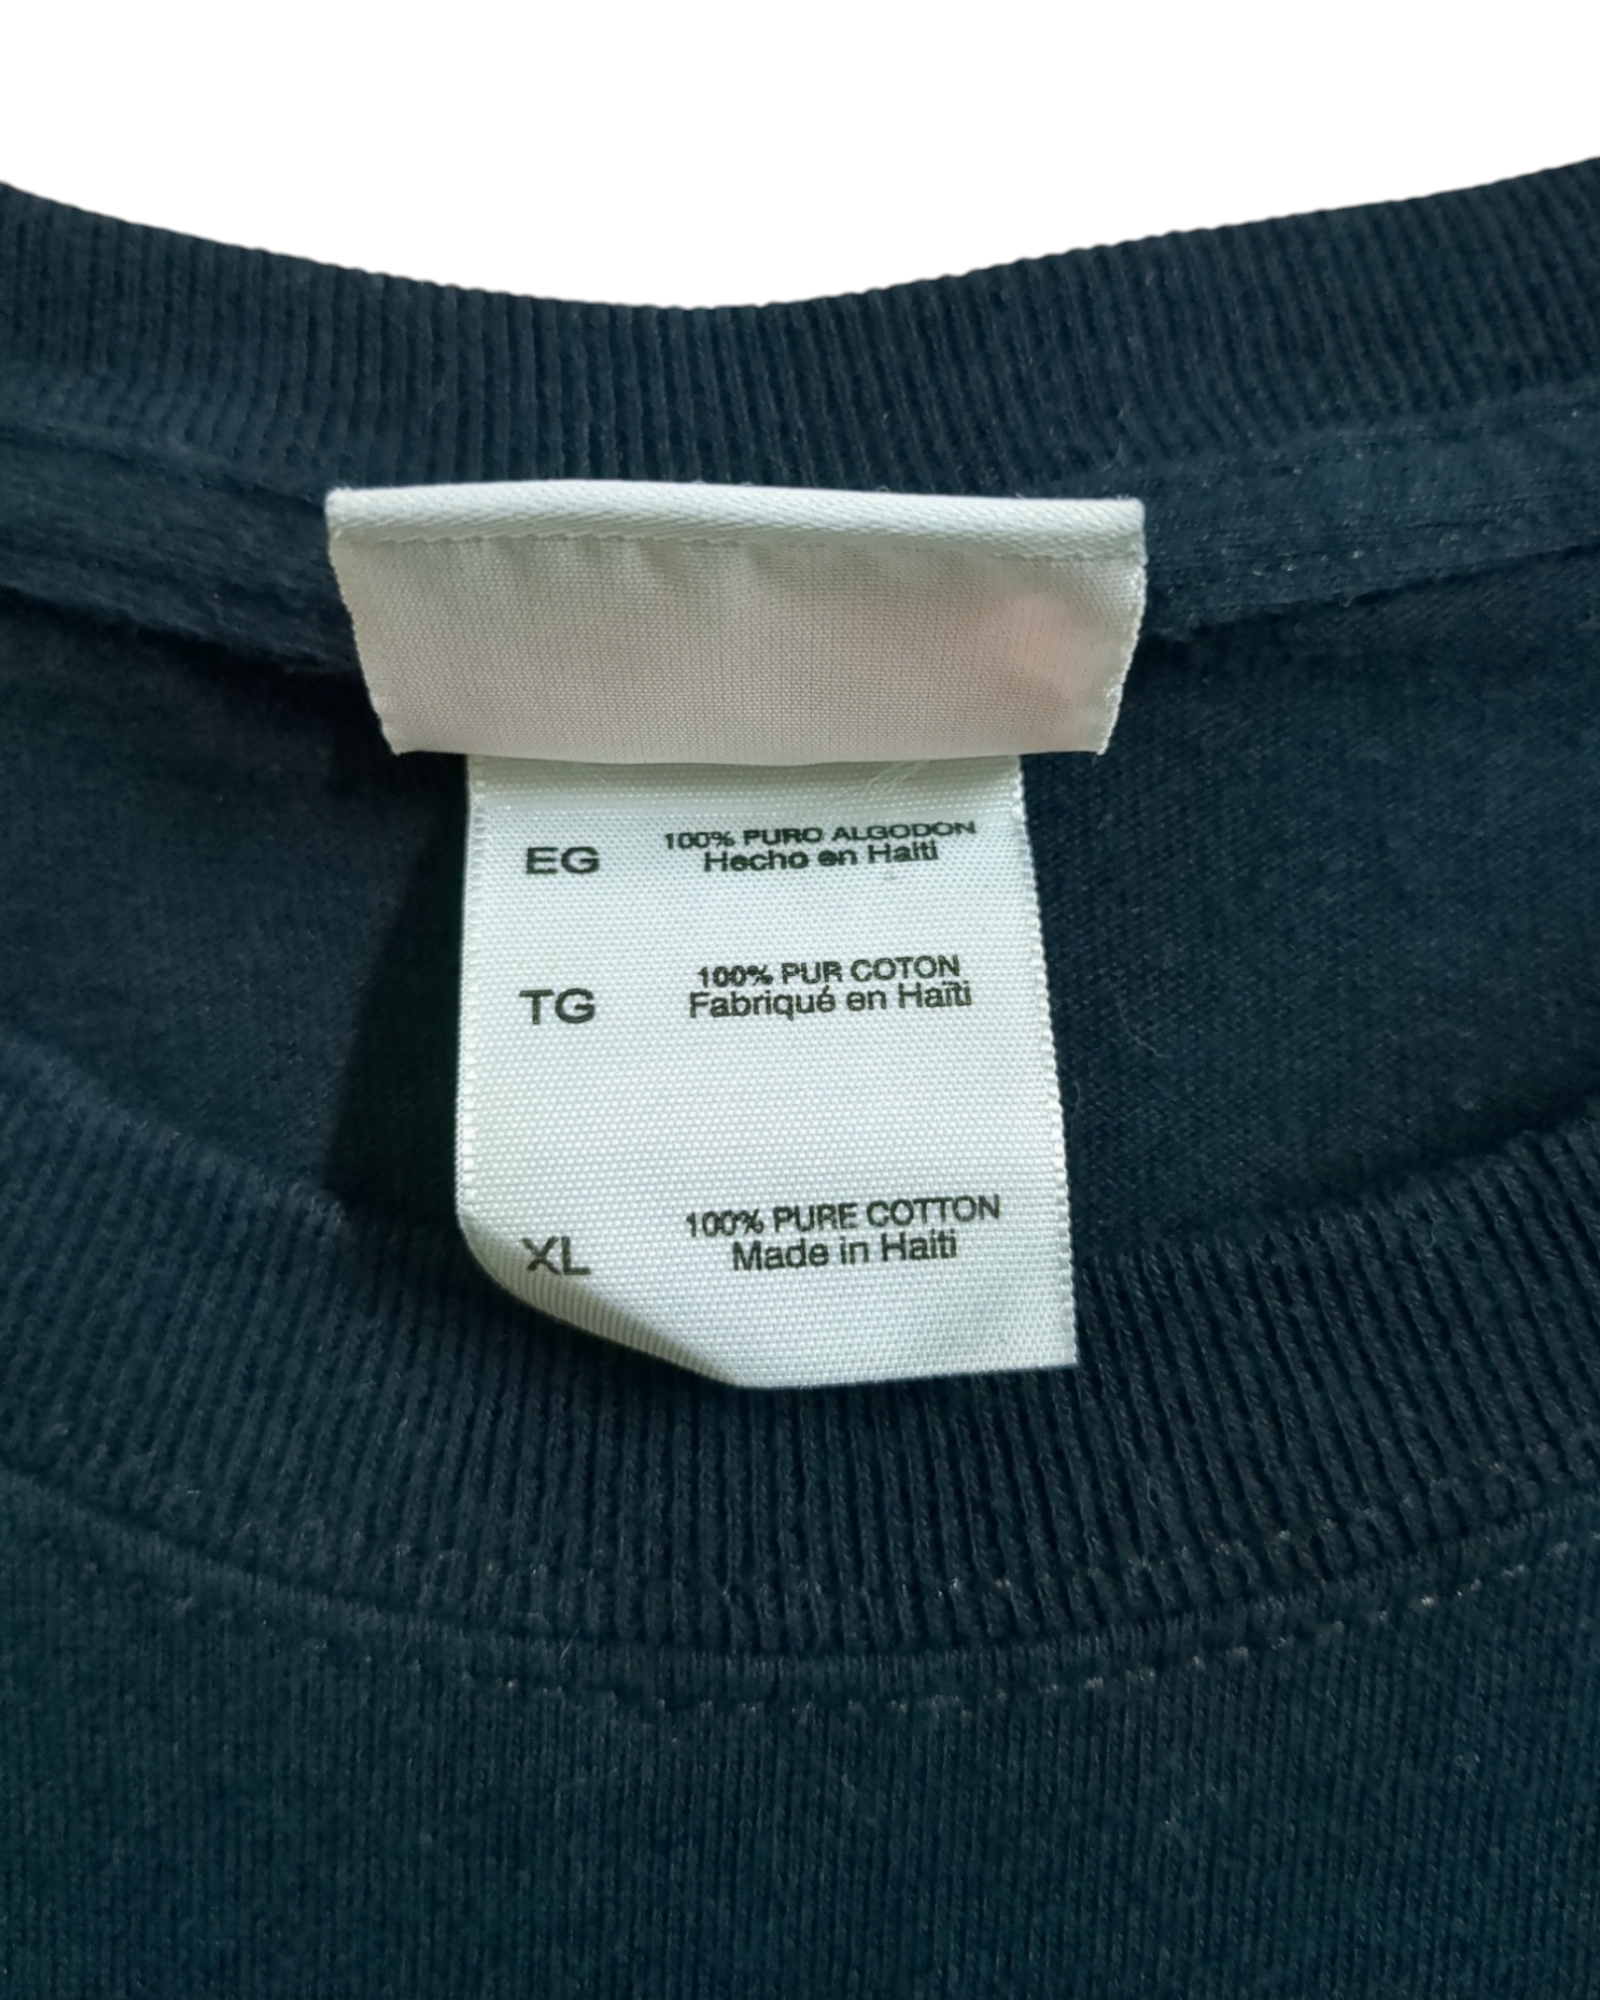 EG 100% PURO ALGODON
Hecho en Haiti
TG 100% PUR COTON
Fabriqué en Haïti
XL 100% PURE COTTON
Made in Haiti